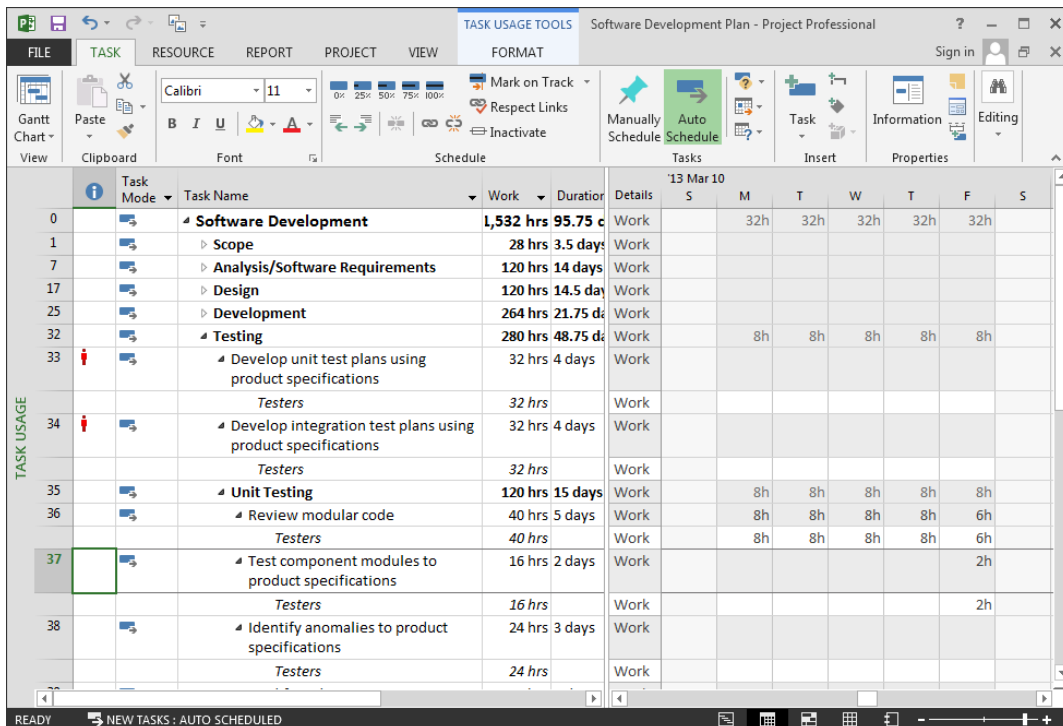 TASK USAGE TOOLS Software Development Plan - Project Professional ?
FILE TASK RESOURCE REPORT PROJECT VIEW FORMAT Sign in
Calibri 11 0% 25% 50% 75% 100% Mark on Track
Respect Links
Gantt Chart Paste B I U A Inactivate Manually Schedule Auto Schedule Task Information Editing
View Clipboard Font Schedule Tasks Insert Properties
'13 Mar 10
Task Mode Task Name Work Duration Details S M T W T F S
0 Software Development 1,532 hrs 95.75 d Work 32h 32h 32h 32h 32h
1 Scope 28 hrs 3.5 days Work
7 Analysis/Software Requirements 120 hrs 14 days Work
17 Design 120 hrs 14.5 day Work
25 Development 264 hrs 21.75 da Work
32 Testing 280 hrs 48.75 da Work 8h 8h 8h 8h 8h
33 Develop unit test plans using 32 hrs 4 days Work
product specifications
Testers 32 hrs Work
34 Develop integration test plans using 32 hrs 4 days Work
product specifications
Testers 32 hrs Work
35 Unit Testing 120 hrs 15 days Work 8h 8h 8h 8h 8h
36 Review modular code 40 hrs 5 days Work 8h 8h 8h 8h 6h
Testers 40 hrs Work 8h 8h 8h 8h 6h
37 Test component modules to 16 hrs 2 days Work 2h
product specifications
Testers 16 hrs Work 2h
38 Identify anomalies to product 24 hrs 3 days Work
specifications
Testers 24 hrs Work
TASK USAGE
READY NEW TASKS : AUTO SCHEDULED